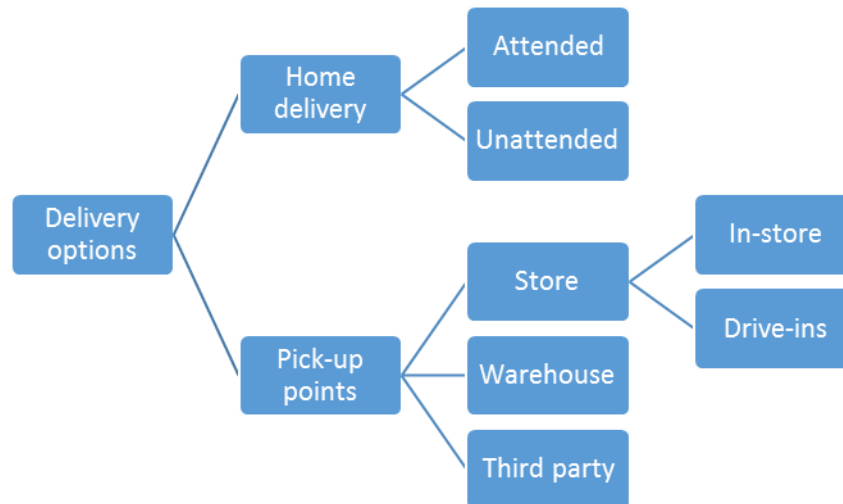 Delivery
options
Home
delivery
Attended
Unattended
Pick-up
points
Store
In-store
Drive-ins
Warehouse
Third party